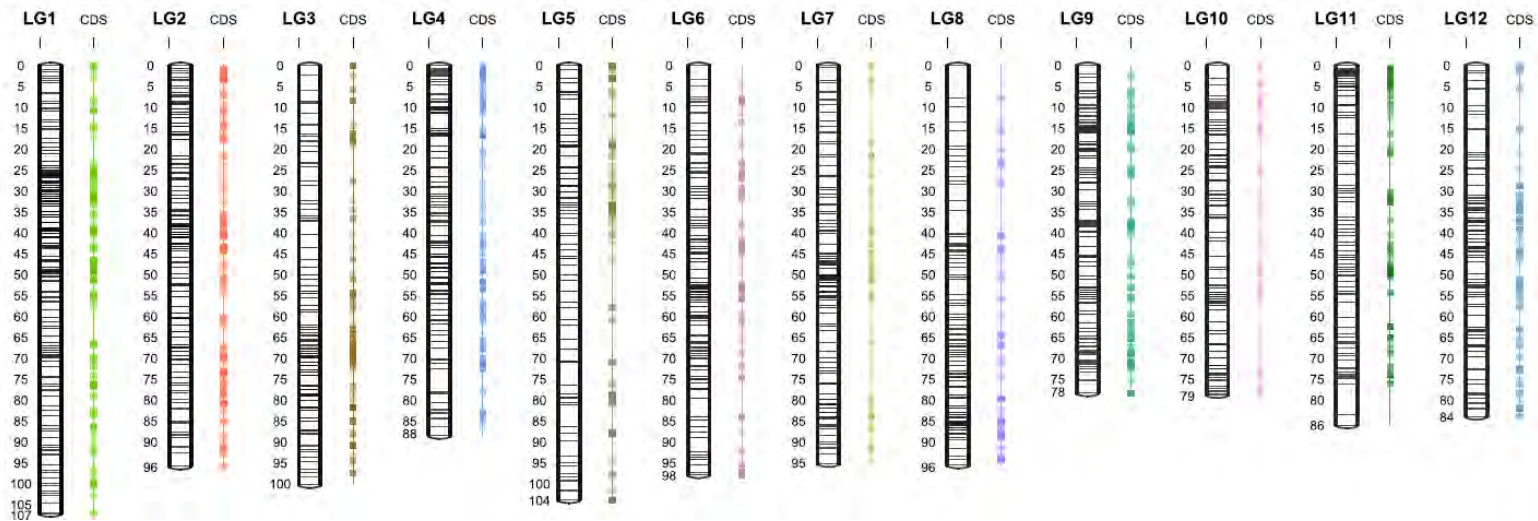 LG1 CDS LG2 CDS LG3 CDS LG4 CDS LG5 CDS LG6 CDS LG7 CDS LG8 CDS LG9 CDS LG10 CDS LG11 CDS LG12 CDS
0 0 0 0 0 0 0 0 0 0 0 0
5 5 5 5 5 5 5 5 5 5 5 5
10 10 10 10 10 10 10 10 10 10 10 10
15 15 15 15 15 15 15 15 15 15 15 15
20 20 20 20 20 20 20 20 20 20 20 20
25 25 25 25 25 25 25 25 25 25 25 25
30 30 30 30 30 30 30 30 30 30 30 30
35 35 35 35 35 35 35 35 35 35 35 35
40 40 40 40 40 40 40 40 40 40 40 40
45 45 45 45 45 45 45 45 45 45 45 45
50 50 50 50 50 50 50 50 50 50 50 50
55 55 55 55 55 55 55 55 55 55 55 55
60 60 60 60 60 60 60 60 60 60 60 60
65 65 65 65 65 65 65 65 65 65 65 65
70 70 70 70 70 70 70 70 70 70 70 70
75 75 75 75 75 75 75 75 75 75 75 75
78 79
80 80 80 80 80 80 80 80 80 80
84
85 85 85 85 85 85 85 85 86
88
90 90 90 90 90 90 90
95 95 95 95 95
96 96
98
100 100 100
104
105
107